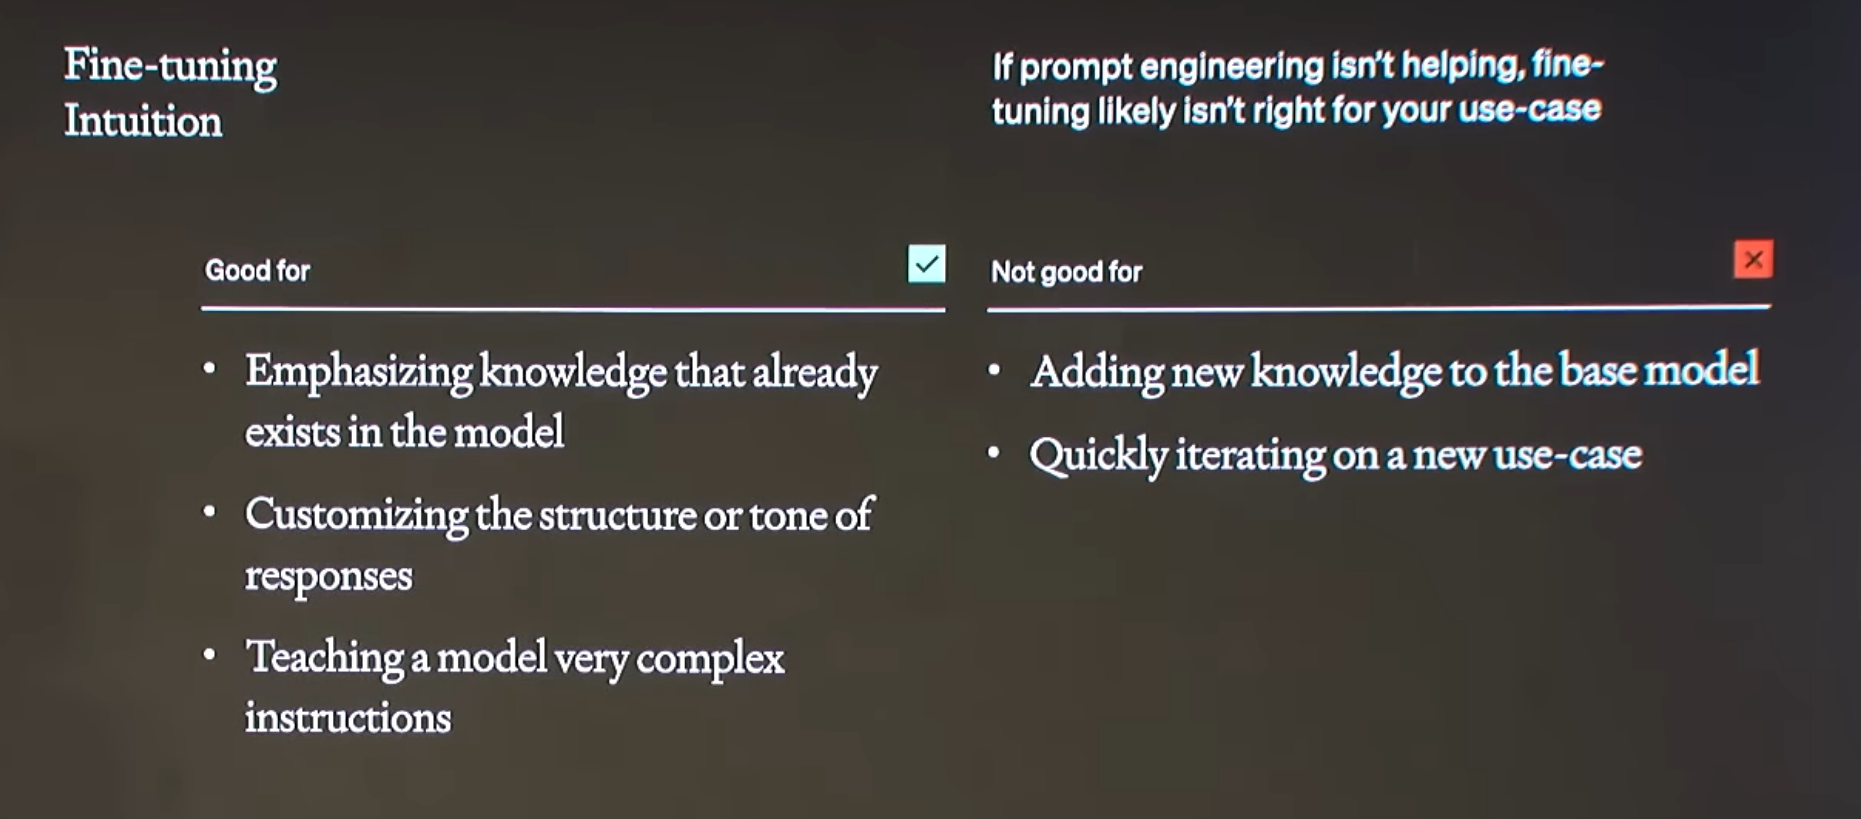 Fine-tuning
Intuition
If prompt engineering isn't helping, fine-
tuning likely isn't right for your use-case
Good for
• Emphasizing knowledge that already
exists in the model
• Customizing the structure or tone of
responses
• Teaching a model very complex
instructions
Not good for
• Adding new knowledge to the base model
• Quickly iterating on a new use-case